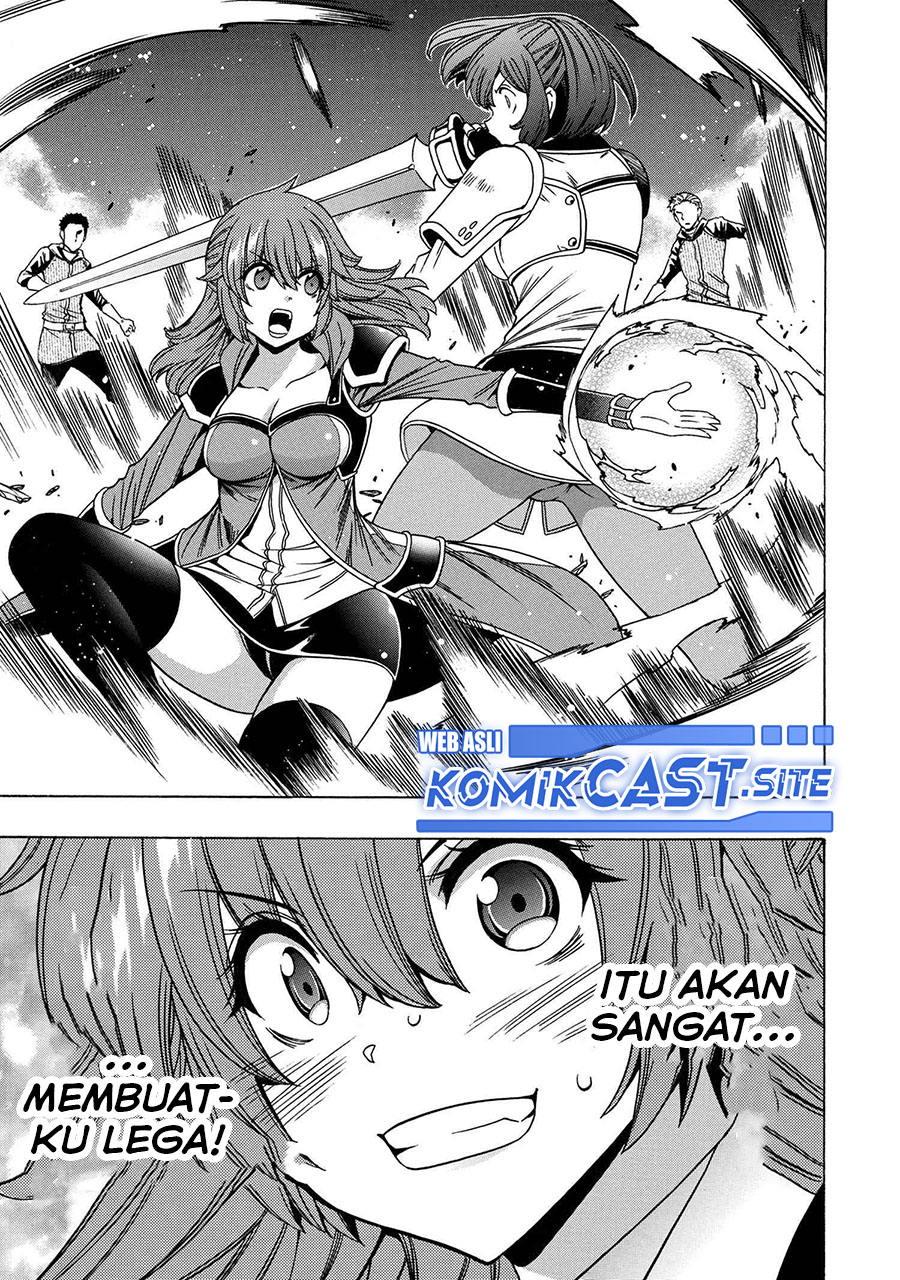 WEB ASLI
KOMIKCAST.SITE
ITU AKAN
SANGAT...
...
MEMBUAT-
KU LEGA!